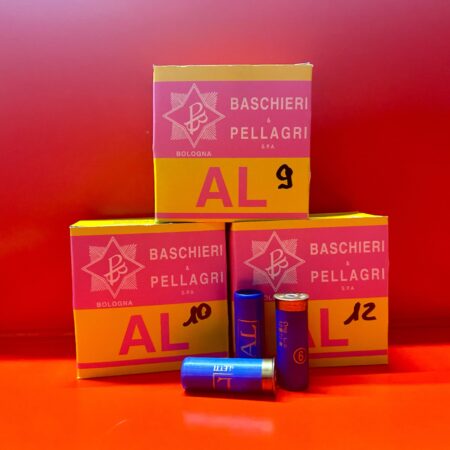 BASCHIERI
&
PELLAGRI
S.P.A.
BOLOGNA
AL 9
BASCHIERI
&
PELLAGRI
S.P.A.
BOLOGNA
AL 10
BASCHIERI
&
PELLAGRI
S.P.A.
AL 12
AL
6